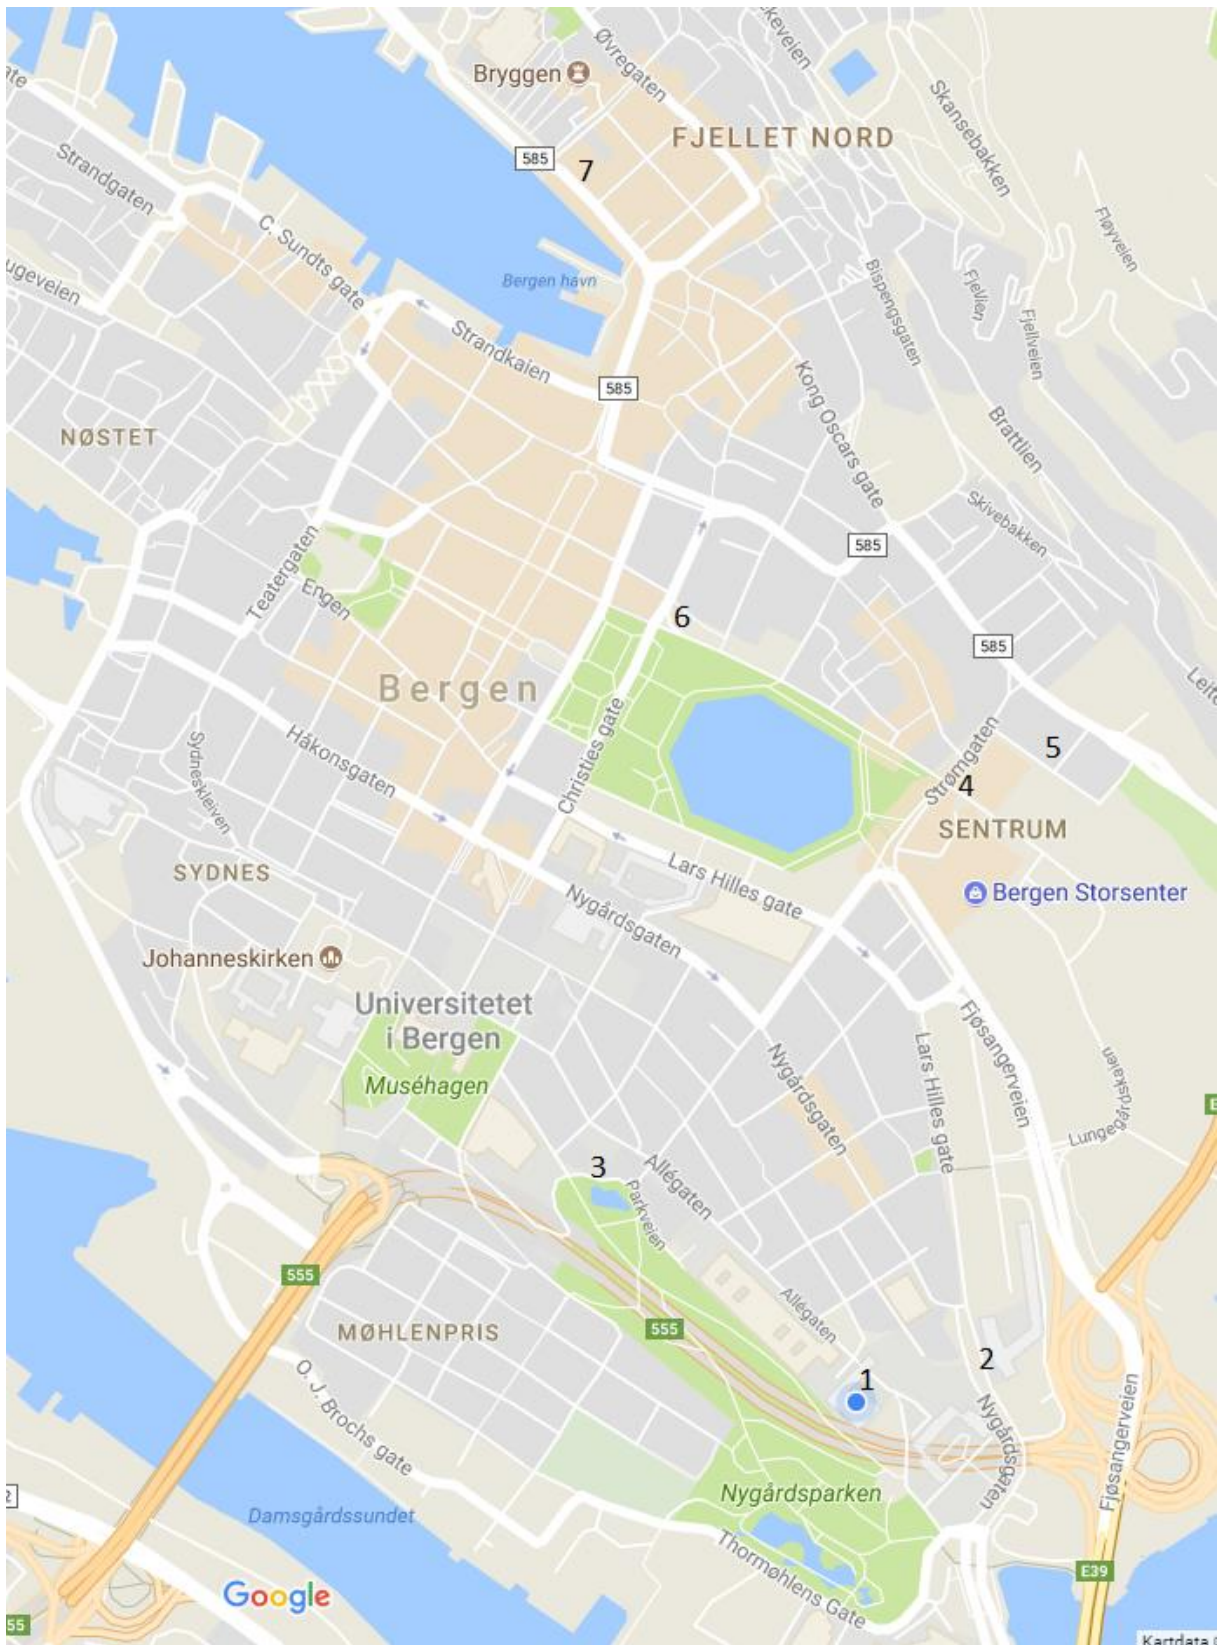 Øvregaten
Bryggen
Skansebakken
FJELLET NORD
585
7
Strandgaten
Fløyveien
C. Sundts gate
Bispengsgaten
Fjellien
Bergen havn
Fjellveien
Strandkaien
585
Kong Oscars gate
Brattlien
NØSTET
Skivebakken
585
Teatergaten
Engen
6
585
Bergen
Christies gate
Håkonsgaten
Sydneskleiven
5
Strømgaten
4
SENTRUM
SYDNES
Lars Hilles gate
Bergen Storsenter
Nygårdsgaten
Johanneskirken
Universitetet
i Bergen
Fjøsangerveien
Muséhagen
Nygårdsgaten
Lars Hilles gate
Lungegårdskaien
3
Allégaten
Parkveien
555
Allégaten
MØHLENPRIS
555
2
1
O. J. Brochs gate
Nygårdsgaten
Fjøsangerveien
Nygårdsparken
Damsgårdssundet
Thormøhlens Gate
E39
Google
55
Kartdata